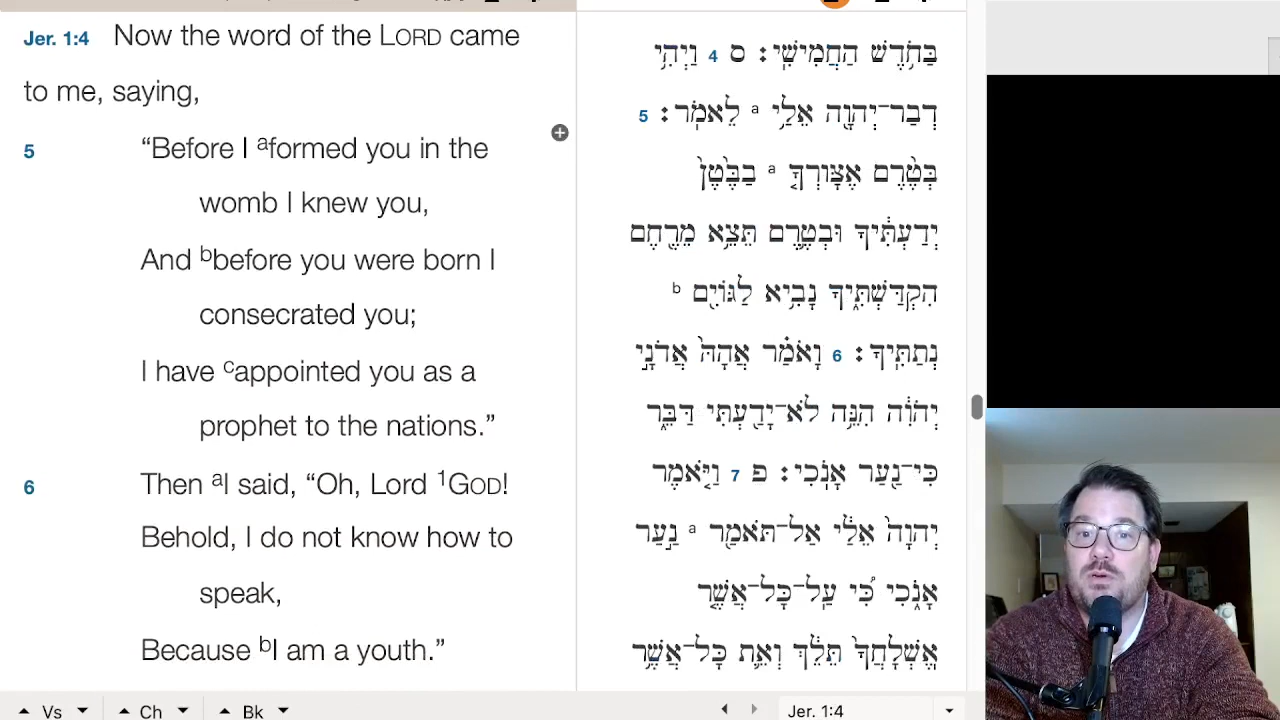 Jer. 1:4 Now the word of the LORD came
to me, saying,
5 “Before I ᵃformed you in the
womb I knew you,
And ᵇbefore you were born I
consecrated you;
I have ᶜappointed you as a
prophet to the nations.”
6 Then ᵃI said, “Oh, Lord ¹GOD!
Behold, I do not know how to
speak,
Because ᵇI am a youth.”
בַּחֹ֥דֶשׁ הַחֲמִישִֽׁי׃ ס 4 וַיְהִ֥י
דְבַר־יְהוָ֖ה אֵלַ֥י ᵃ לֵאמֹֽר׃ 5
בְּטֶ֨רֶם אֶצָּורְךָ֤ ᵃ בַבֶּ֙טֶן֙
יְדַעְתִּ֔יךָ וּבְטֶ֛רֶם תֵּצֵ֥א מֵרֶ֖חֶם
הִקְדַּשְׁתִּ֑יךָ נָבִ֥יא לַגּוֹיִ֖ם ᵇ
נְתַתִּֽיךָ׃ 6 וָאֹמַ֗ר אֲהָהּ֙ אֲדֹנָ֣י
יְהֹוִ֔ה הִנֵּ֥ה לֹא־יָדַ֖עְתִּי דַּבֵּ֑ר
כִּי־נַ֖עַר אָנֹֽכִי׃ פ 7 וַיֹּ֤אמֶר
יְהוָה֙ אֵלַ֔י אַל־תֹּאמַ֖ר ᵃ נַ֣עַר
אָנֹ֑כִי כִּ֠י עַֽל־כָּל־אֲשֶׁ֤ר
אֶֽשְׁלָחֲךָ֙ תֵּלֵ֔ךְ וְאֵ֛ת כָּל־אֲשֶׁ֥ר
Vs Ch Bk
Jer. 1:4